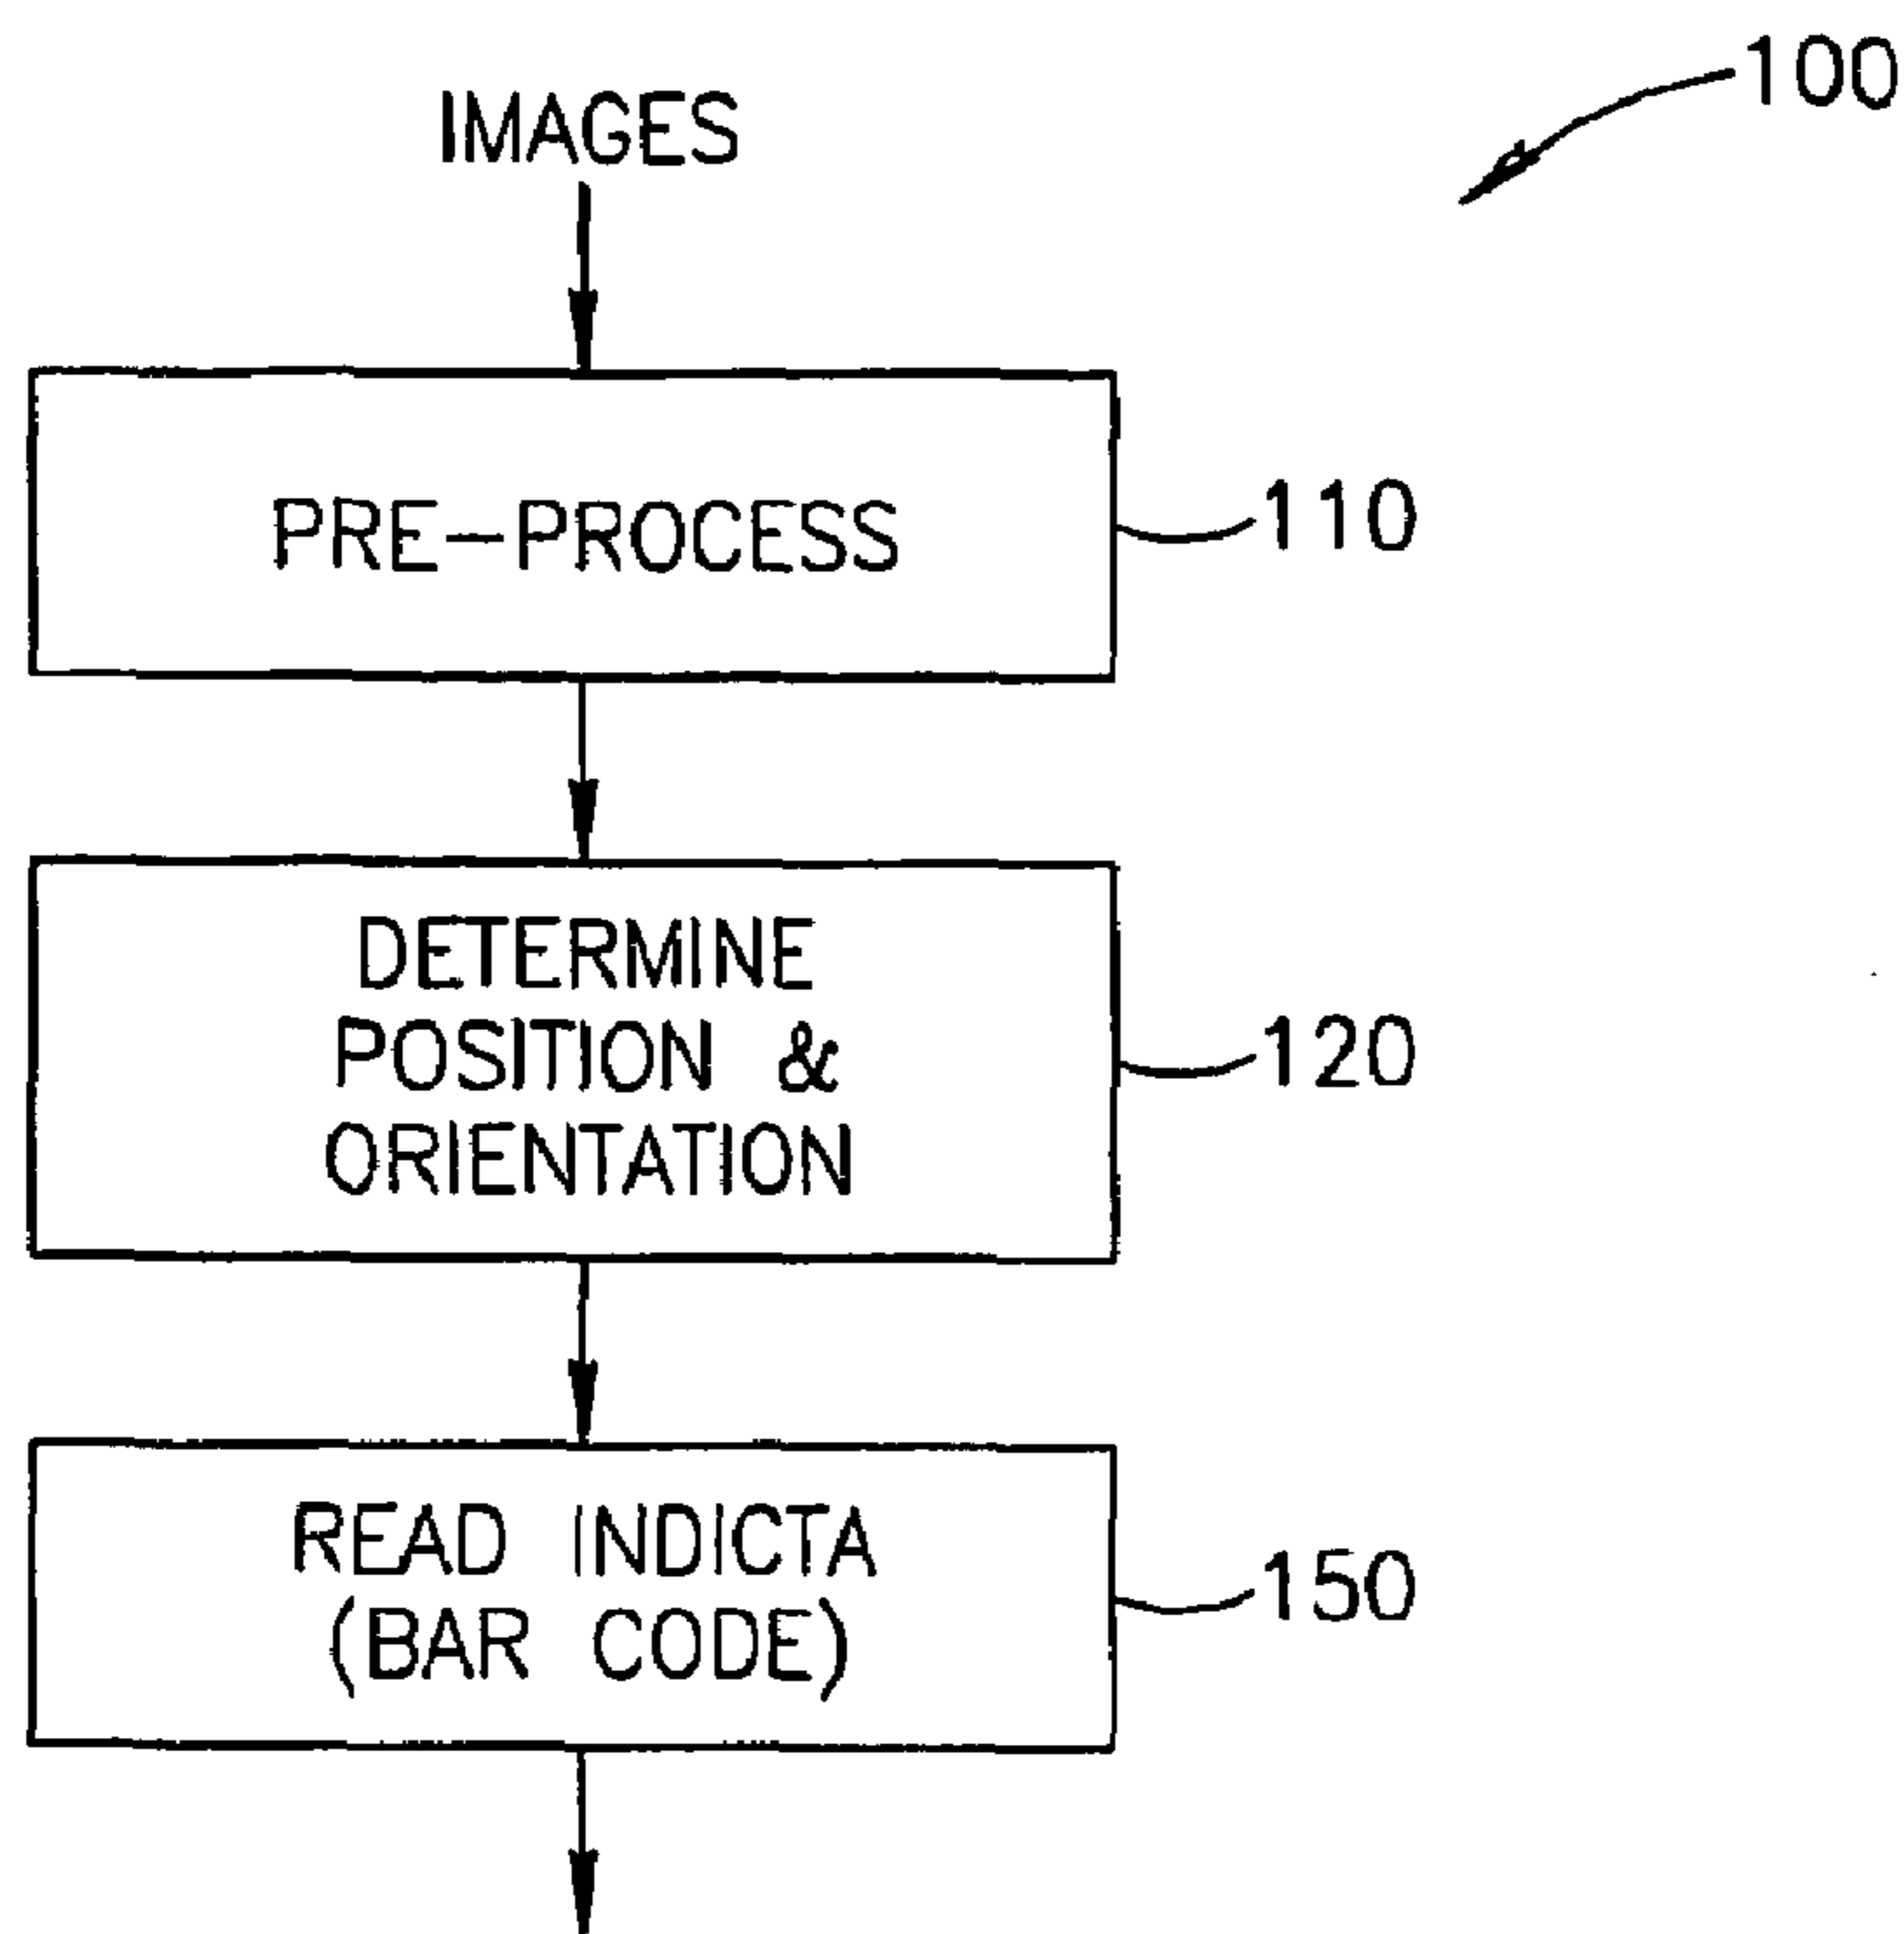 IMAGES
100
PRE-PROCESS
110
DETERMINE
POSITION &
ORIENTATION
120
READ INDICTA
(BAR CODE)
150